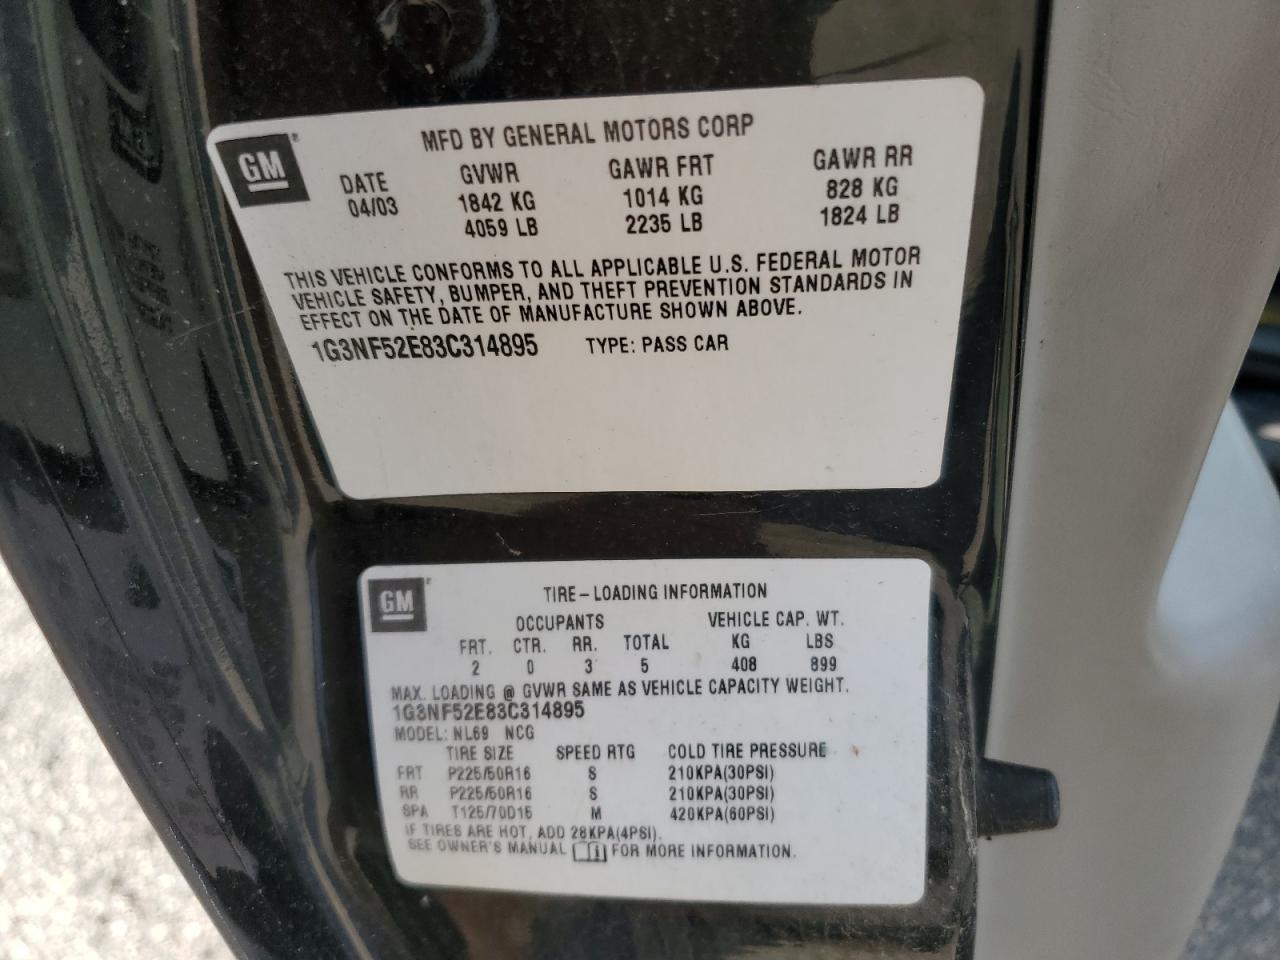 GM
MFD BY GENERAL MOTORS CORP
DATE GVWR GAWR FRT GAWR RR
04/03 1842 KG 1014 KG 828 KG
4059 LB 2235 LB 1824 LB
THIS VEHICLE CONFORMS TO ALL APPLICABLE U.S. FEDERAL MOTOR
VEHICLE SAFETY, BUMPER, AND THEFT PREVENTION STANDARDS IN
EFFECT ON THE DATE OF MANUFACTURE SHOWN ABOVE.
1G3NF52E83C314895 TYPE: PASS CAR
GM
TIRE-LOADING INFORMATION
OCCUPANTS VEHICLE CAP. WT.
FRT. CTR. RR. TOTAL KG LBS
2 0 3 5 408 899
MAX. LOADING @ GVWR SAME AS VEHICLE CAPACITY WEIGHT.
1G3NF52E83C314895
MODEL: NL69 NCG
TIRE SIZE SPEED RTG COLD TIRE PRESSURE
FRT P225/50R16 S 210KPA(30PSI)
RR P225/50R16 S 210KPA(30PSI)
SPA T125/70D15 M 420KPA(60PSI)
IF TIRES ARE HOT, ADD 28KPA(4PSI).
SEE OWNER'S MANUAL FOR MORE INFORMATION.